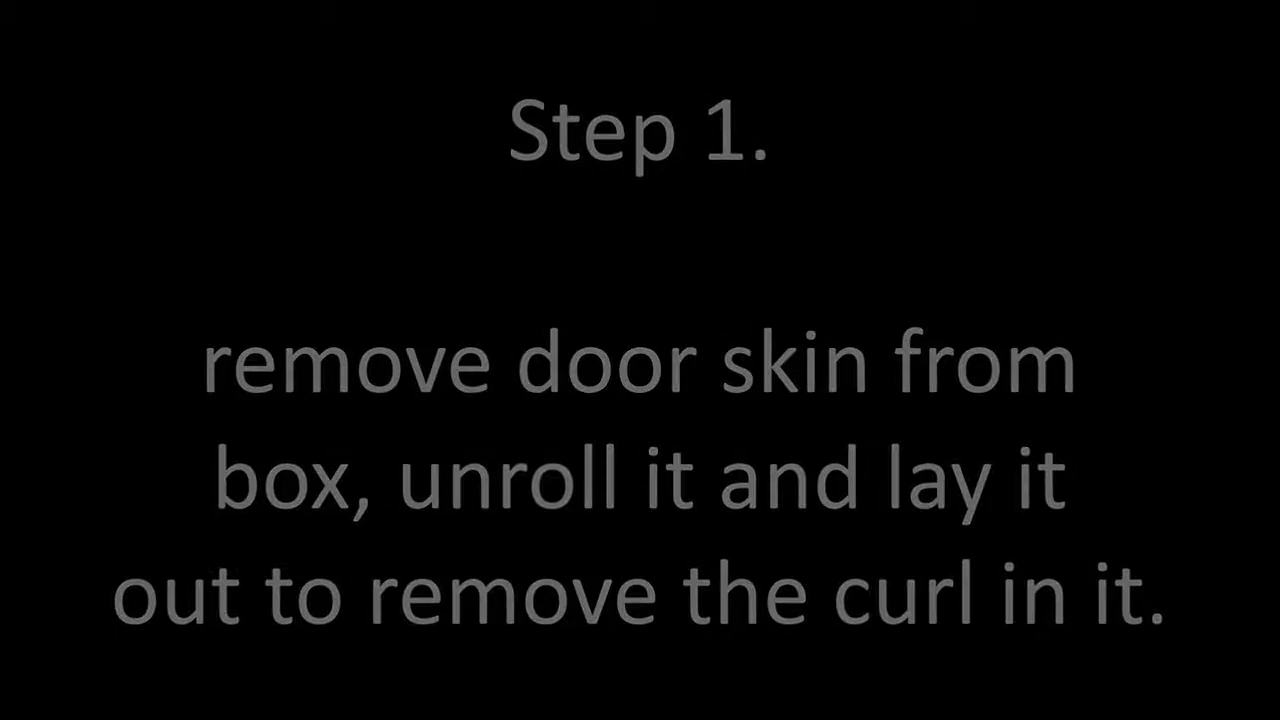 Step 1.
remove door skin from
box, unroll it and lay it
out to remove the curl in it.